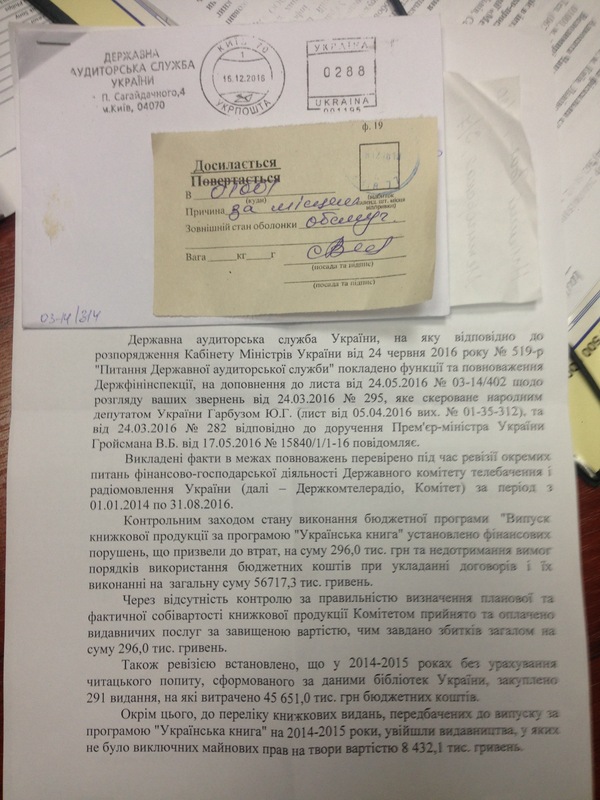 ДЕРЖАВНА
АУДИТОРСЬКА СЛУЖБА
УКРАЇНИ
п. Сагайдачного,4
м.Київ, 04070
КИЇВ 70
1
16.12.2016
УКРПОШТА
УКРАЇНА
0288
UKRAINA
001195
ф. 19
Досилається
Повертається
В 01001
(куди)
Причина за місцем
Зовнішній стан оболонки обслуг.
Вага кг г
(посада та підпис)
(посада та підпис)
03-14/314
Державна аудиторська служба України, на яку відповідно до
розпорядження Кабінету Міністрів України від 24 червня 2016 року № 519-р
"Питання Державної аудиторської служби" покладено функції та повноваження
Держфінінспекції, на доповнення до листа від 24.05.2016 № 03-14/402 щодо
розгляду ваших звернень від 24.03.2016 № 295, яке скероване народним
депутатом України Гарбузом Ю.Г. (лист від 05.04.2016 вих. № 01-35-312), та
від 24.03.2016 № 282 відповідно до доручення Прем'єр-міністра України
Гройсмана В.Б. від 17.05.2016 № 15840/1/1-16 повідомляє.
Викладені факти в межах повноважень перевірено під час ревізії окремих
питань фінансово-господарської діяльності Державного комітету телебачення і
радіомовлення України (далі – Держкомтелерадіо, Комітет) за період з
01.01.2014 по 31.08.2016.
Контрольним заходом стану виконання бюджетної програми "Випуск
книжкової продукції за програмою "Українська книга" установлено фінансових
порушень, що призвели до втрат, на суму 296,0 тис. грн та недотримання вимог
порядків використання бюджетних коштів при укладанні договорів і їх
виконанні на загальну суму 56717,3 тис. гривень.
Через відсутність контролю за правильністю визначення планової та
фактичної собівартості книжкової продукції Комітетом прийнято та оплачено
видавничих послуг за завищеною вартістю, чим завдано збитків загалом на
суму 296,0 тис. гривень.
Також ревізією встановлено, що у 2014-2015 роках без урахування
читацького попиту, сформованого за даними бібліотек України, закуплено
291 видання, на які витрачено 45 651,0 тис. грн бюджетних коштів.
Окрім цього, до переліку книжкових видань, передбачених до випуску за
програмою "Українська книга" на 2014-2015 роки, увійшли видавництва, у яких
не було виключних майнових прав на твори вартістю 8 432,1 тис. гривень.